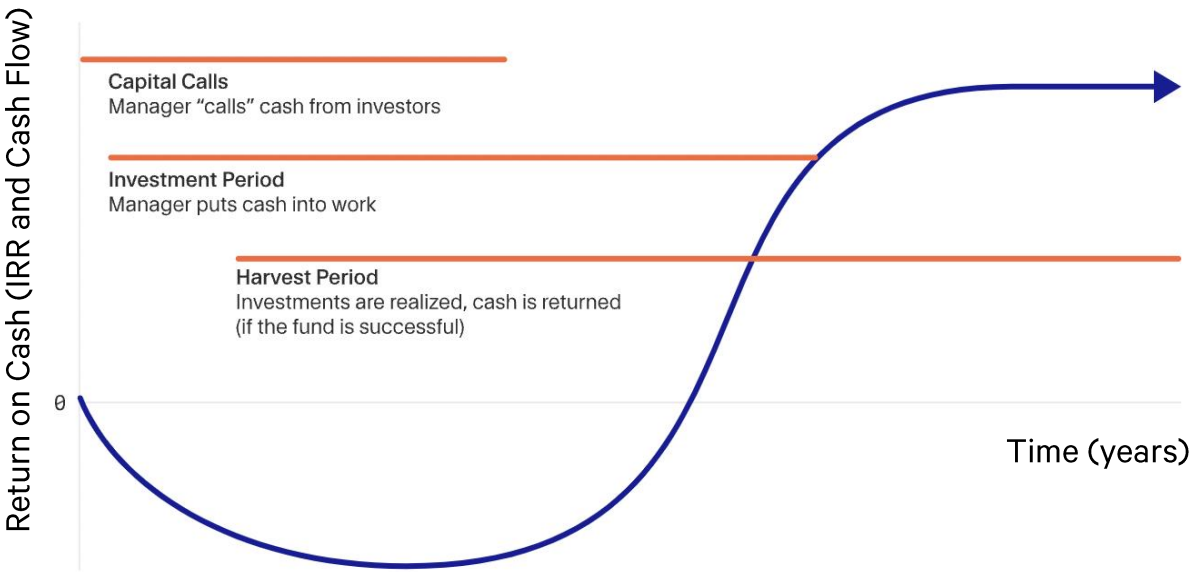 Return on Cash (IRR and Cash Flow)
Capital Calls
Manager “calls” cash from investors
Investment Period
Manager puts cash into work
Harvest Period
Investments are realized, cash is returned
(if the fund is successful)
0
Time (years)